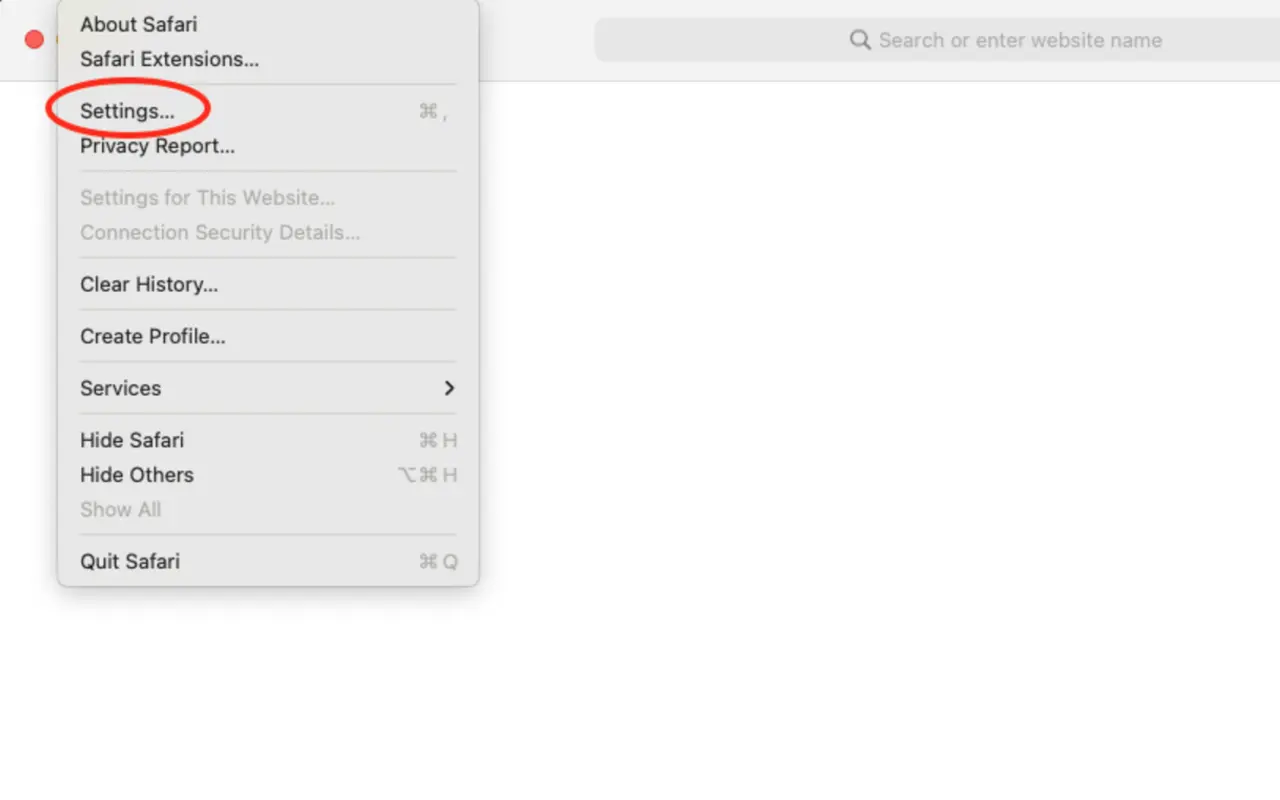 About Safari
Safari Extensions...
Search or enter website name
Settings... ⌘ ,
Privacy Report...
Settings for This Website...
Connection Security Details...
Clear History...
Create Profile...
Services
Hide Safari ⌘ H
Hide Others ⌥⌘ H
Show All
Quit Safari ⌘ Q